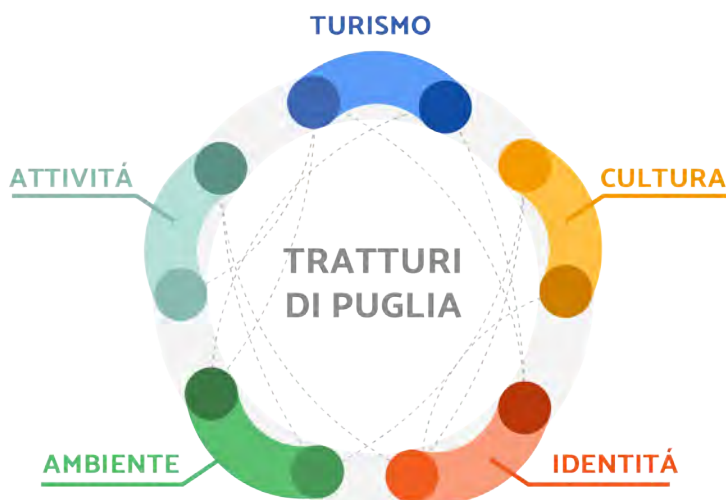 TURISMO
ATTIVITÁ
CULTURA
TRATTURI
DI PUGLIA
AMBIENTE
IDENTITÁ